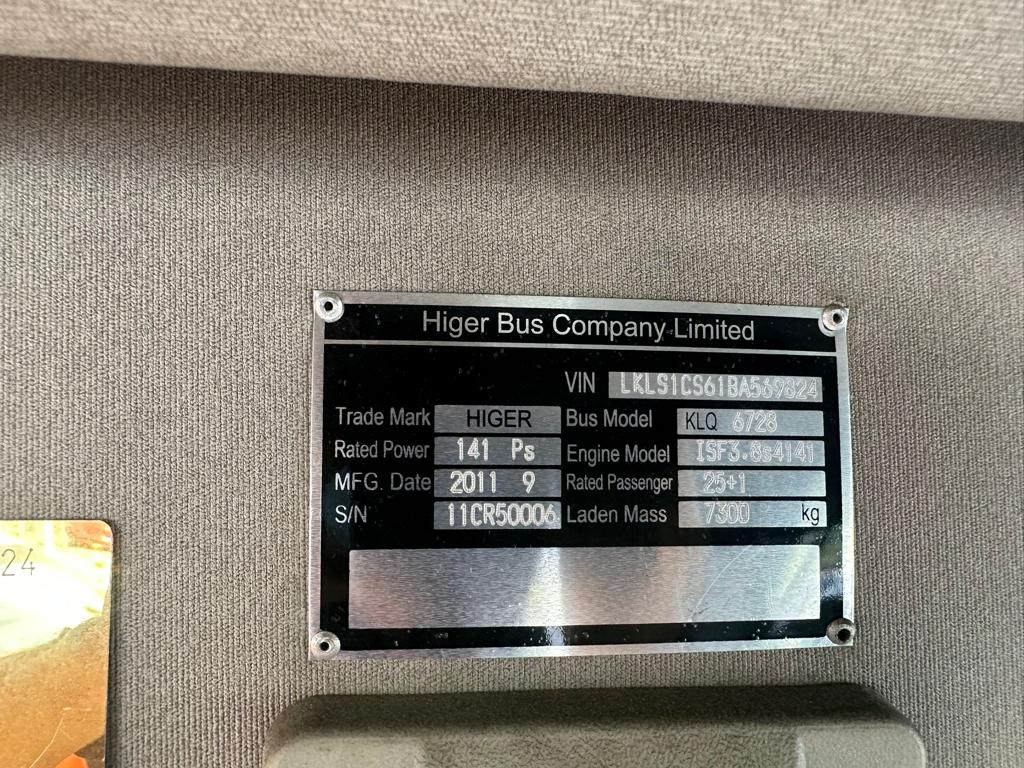 Higer Bus Company Limited
VIN LKLS1CS61BA569824
Trade Mark HIGER Bus Model KLQ 6728
Rated Power 141 Ps Engine Model ISF3.8s4141
MFG. Date 2011 9 Rated Passenger 25+1
S/N 11CR50006 Laden Mass 7300 kg
24